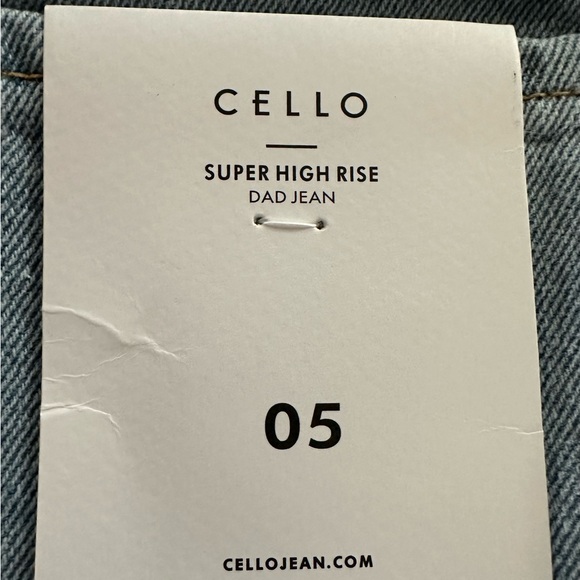 CELLO
SUPER HIGH RISE
DAD JEAN
05
CELLOJEAN.COM